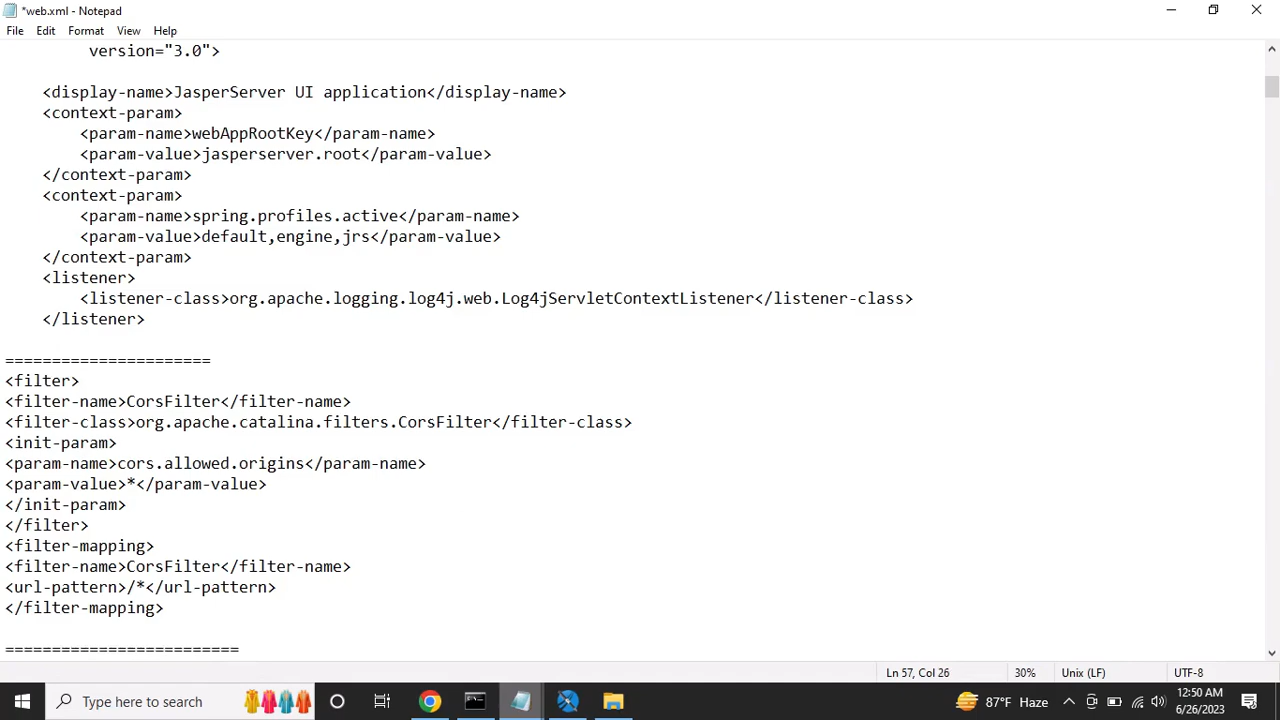 *web.xml - Notepad
File Edit Format View Help
version="3.0">
<display-name>JasperServer UI application</display-name>
<context-param>
<param-name>webAppRootKey</param-name>
<param-value>jasperserver.root</param-value>
</context-param>
<context-param>
<param-name>spring.profiles.active</param-name>
<param-value>default,engine,jrs</param-value>
</context-param>
<listener>
<listener-class>org.apache.logging.log4j.web.Log4jServletContextListener</listener-class>
</listener>
======================
<filter>
<filter-name>CorsFilter</filter-name>
<filter-class>org.apache.catalina.filters.CorsFilter</filter-class>
<init-param>
<param-name>cors.allowed.origins</param-name>
<param-value>*</param-value>
</init-param>
</filter>
<filter-mapping>
<filter-name>CorsFilter</filter-name>
<url-pattern>/*</url-pattern>
</filter-mapping>
=========================
Ln 57, Col 26 30% Unix (LF) UTF-8
Type here to search 87°F Haze 12:50 AM
6/26/2023